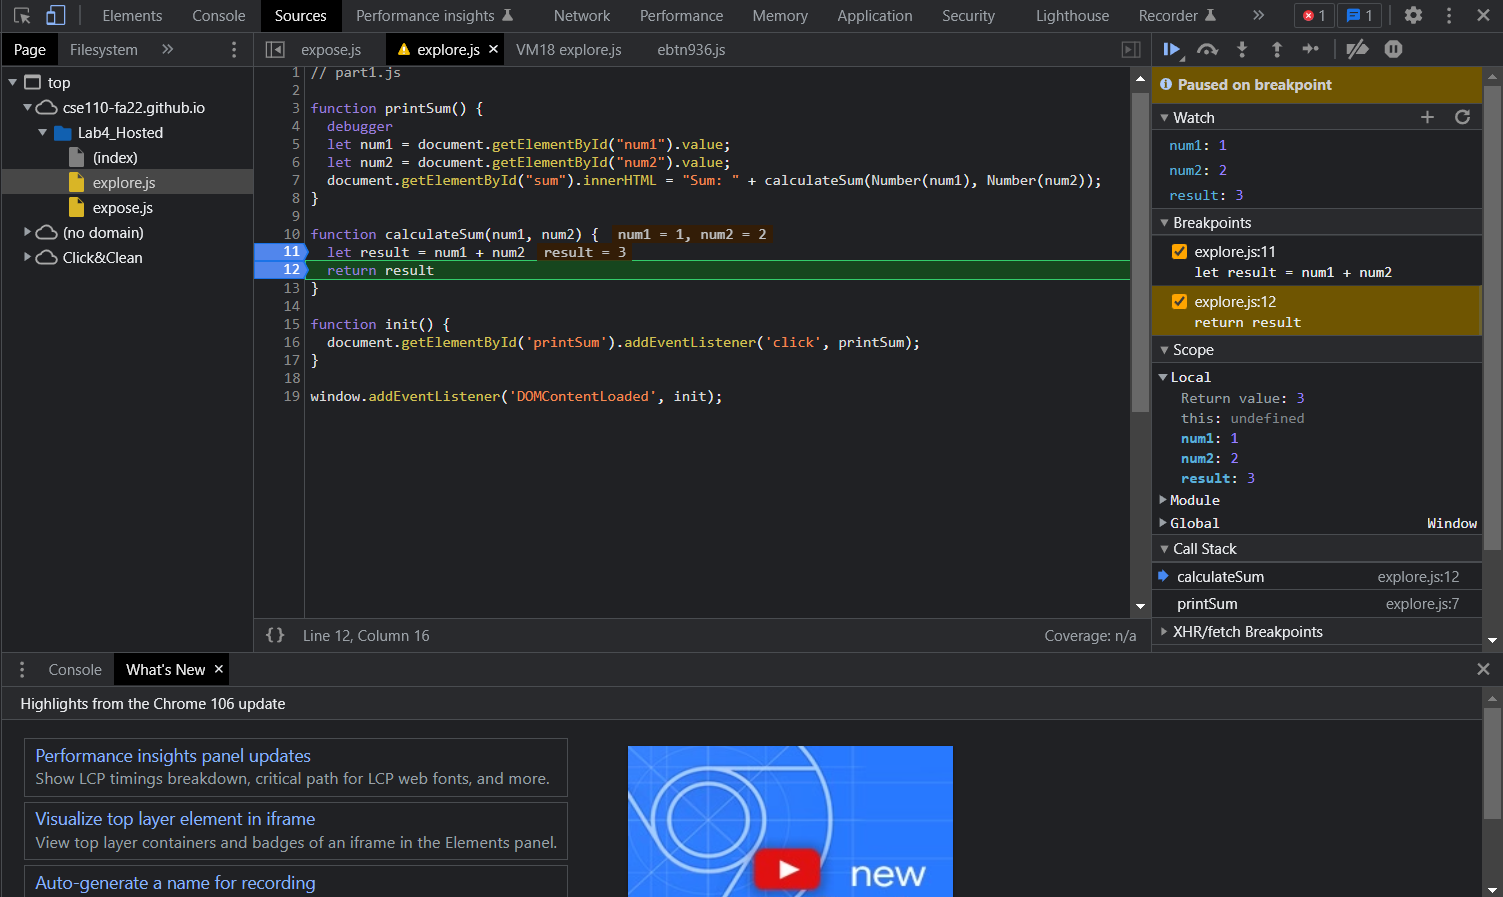 Elements Console Sources Performance insights Network Performance Memory Application Security Lighthouse Recorder 1 1
Page Filesystem
expose.js explore.js VM18 explore.js ebtn936.js
top
cse110-fa22.github.io
Lab4_Hosted
(index)
explore.js
expose.js
(no domain)
Click&Clean
1 // part1.js
2
3 function printSum() {
4 debugger
5 let num1 = document.getElementById("num1").value;
6 let num2 = document.getElementById("num2").value;
7 document.getElementById("sum").innerHTML = "Sum: " + calculateSum(Number(num1), Number(num2));
8 }
9
10 function calculateSum(num1, num2) { num1 = 1, num2 = 2
11 let result = num1 + num2 result = 3
12 return result
13 }
14
15 function init() {
16 document.getElementById('printSum').addEventListener('click', printSum);
17 }
18
19 window.addEventListener('DOMContentLoaded', init);
{} Line 12, Column 16 Coverage: n/a
Paused on breakpoint
Watch
num1: 1
num2: 2
result: 3
Breakpoints
explore.js:11
let result = num1 + num2
explore.js:12
return result
Scope
Local
Return value: 3
this: undefined
num1: 1
num2: 2
result: 3
Module
Global Window
Call Stack
calculateSum explore.js:12
printSum explore.js:7
XHR/fetch Breakpoints
Console What's New
Highlights from the Chrome 106 update
Performance insights panel updates
Show LCP timings breakdown, critical path for LCP web fonts, and more.
Visualize top layer element in iframe
View top layer containers and badges of an iframe in the Elements panel.
Auto-generate a name for recording
new